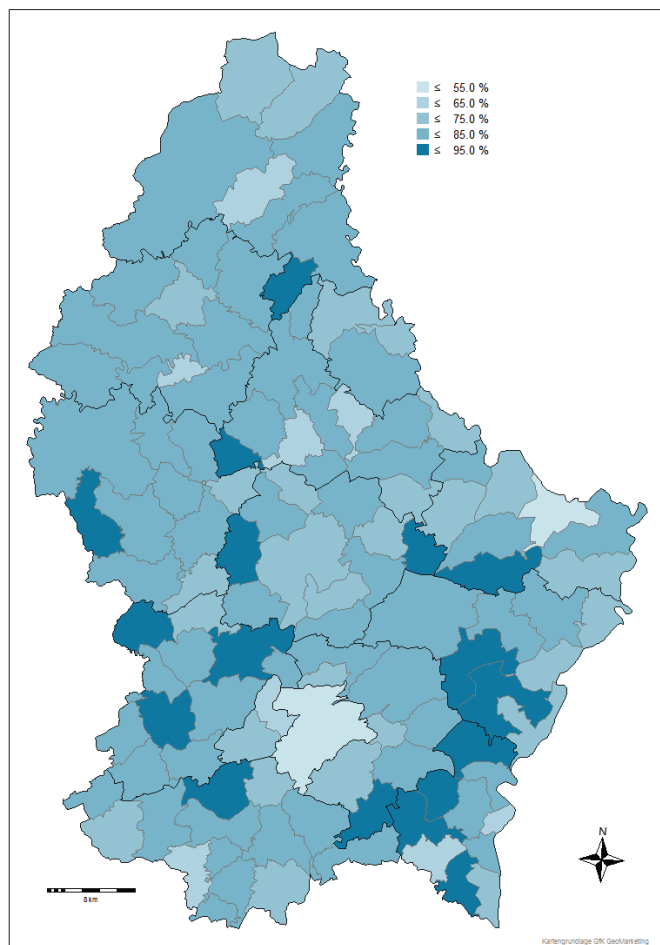 ≤ 55.0 %
≤ 65.0 %
≤ 75.0 %
≤ 85.0 %
≤ 95.0 %
N
8 km
Kartengrundlage GfK GeoMarketing